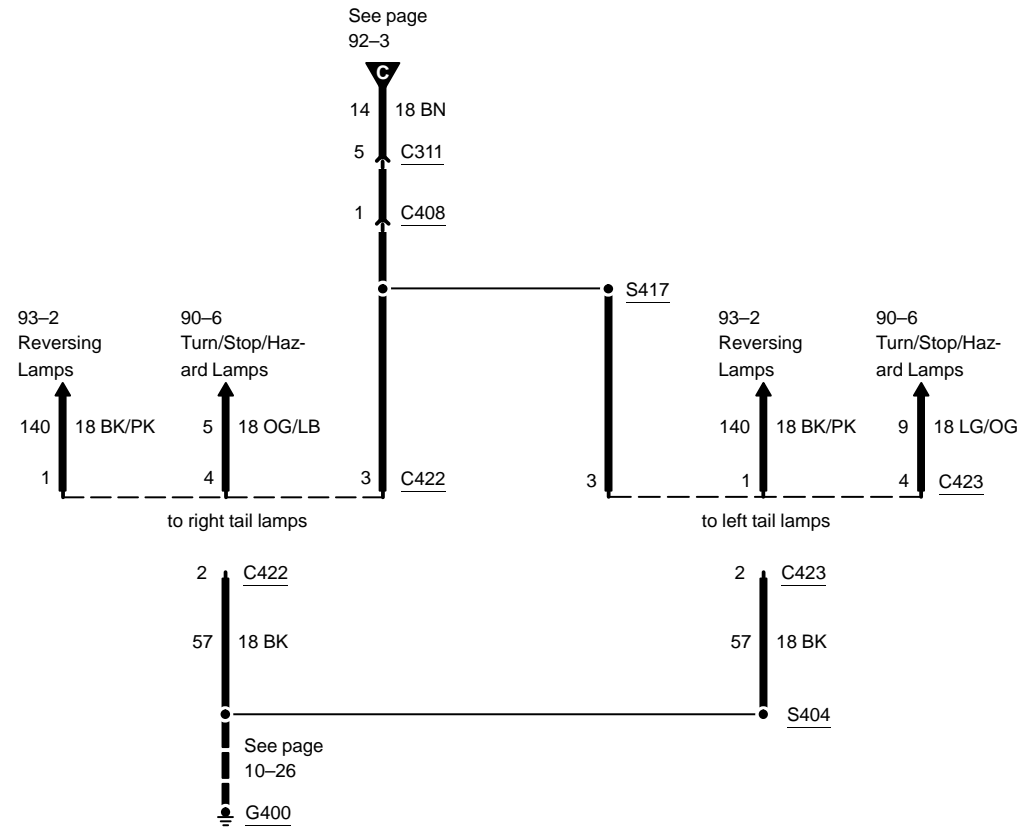 See page
92–3
C
14 18 BN
5 C311
1 C408
S417
93–2
Reversing
Lamps
90–6
Turn/Stop/Haz-
ard Lamps
93–2
Reversing
Lamps
90–6
Turn/Stop/Haz-
ard Lamps
140 18 BK/PK 5 18 OG/LB 140 18 BK/PK 9 18 LG/OG
1 4 3 C422 3 1 4 C423
to right tail lamps to left tail lamps
2 C422 2 C423
57 18 BK 57 18 BK
S404
See page
10–26
G400